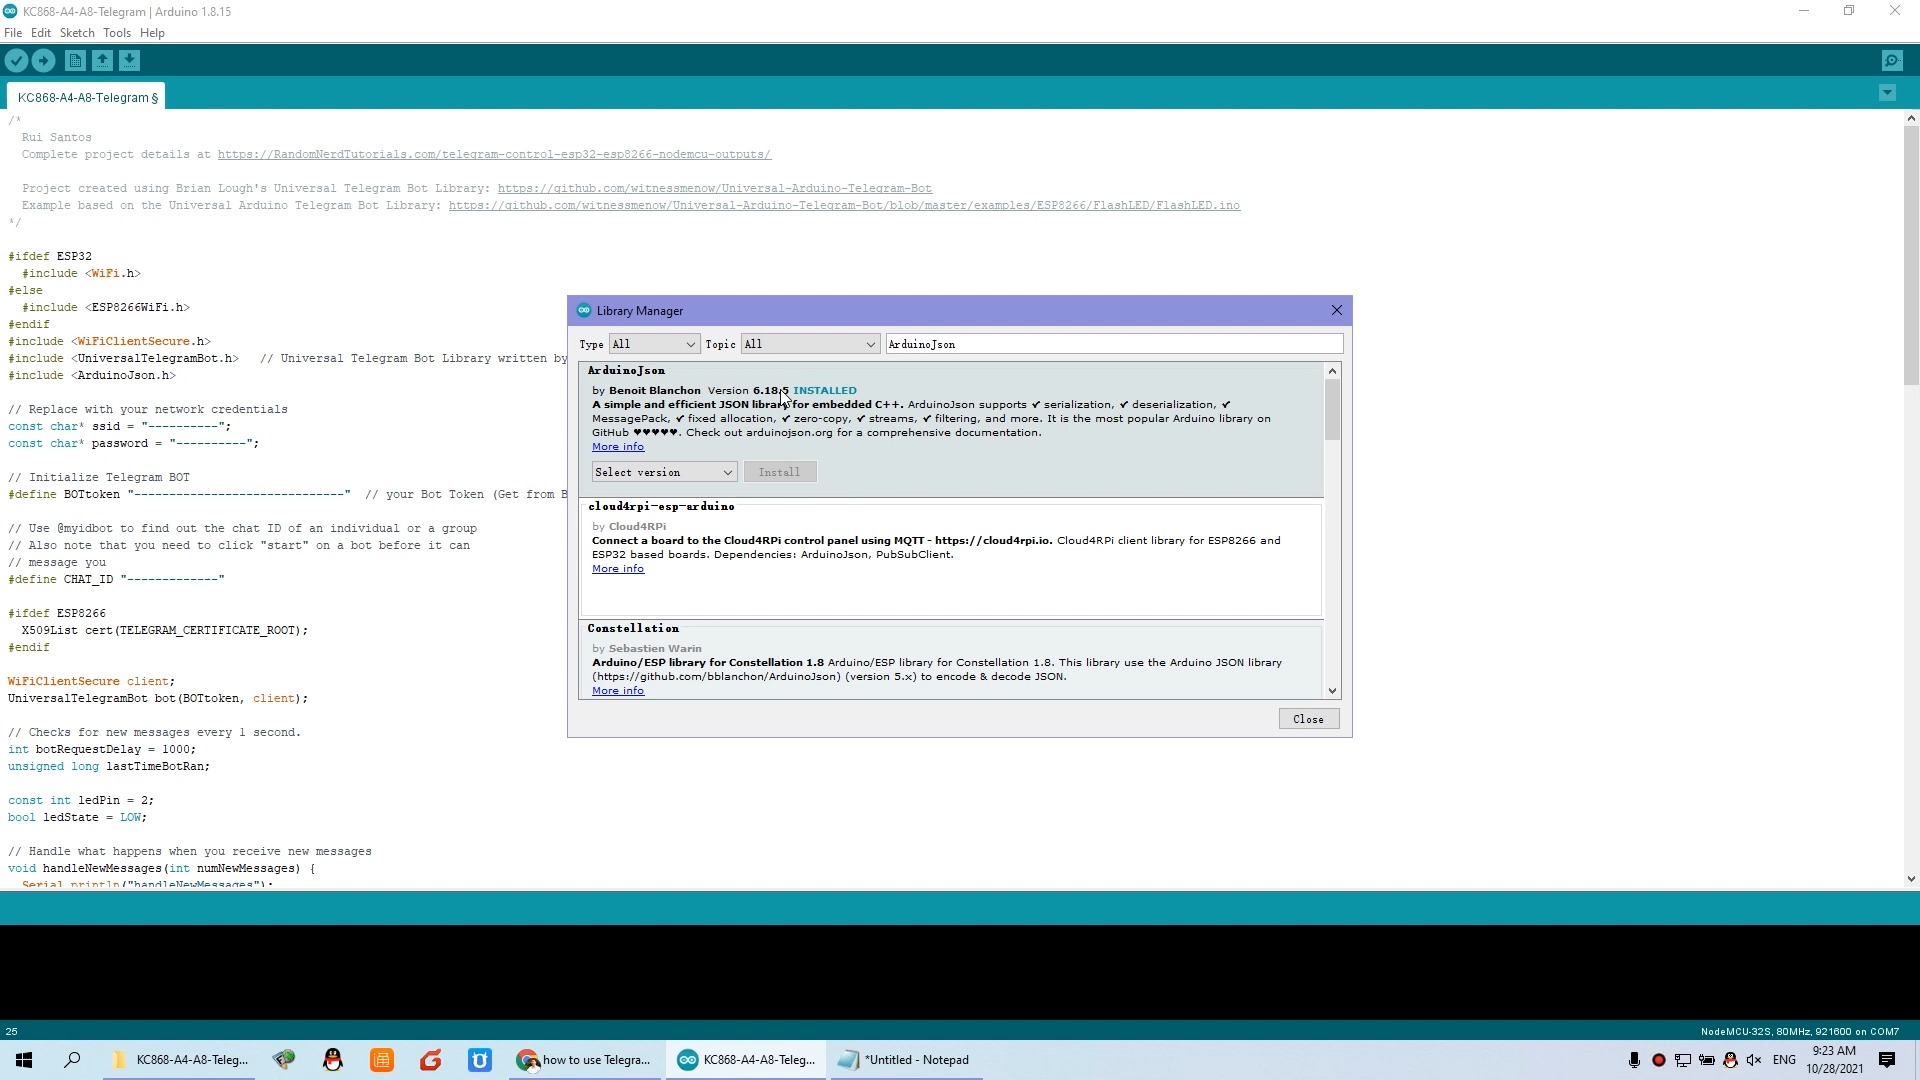 KC868-A4-A8-Telegram | Arduino 1.8.15
File Edit Sketch Tools Help
KC868-A4-A8-Telegram §
/*
Rui Santos
Complete project details at https://RandomNerdTutorials.com/telegram-control-esp32-esp8266-nodemcu-outputs/
Project created using Brian Lough's Universal Telegram Bot Library: https://github.com/witnessmenow/Universal-Arduino-Telegram-Bot
Example based on the Universal Arduino Telegram Bot Library: https://github.com/witnessmenow/Universal-Arduino-Telegram-Bot/blob/master/examples/ESP8266/FlashLED/FlashLED.ino
*/
#ifdef ESP32
#include <WiFi.h>
#else
#include <ESP8266WiFi.h>
#endif
#include <WiFiClientSecure.h>
#include <UniversalTelegramBot.h> // Universal Telegram Bot Library written by
#include <ArduinoJson.h>
// Replace with your network credentials
const char* ssid = "----------";
const char* password = "----------";
// Initialize Telegram BOT
#define BOTtoken "------------------------------" // your Bot Token (Get from B
// Use @myidbot to find out the chat ID of an individual or a group
// Also note that you need to click "start" on a bot before it can
// message you
#define CHAT_ID "-------------"
#ifdef ESP8266
X509List cert(TELEGRAM_CERTIFICATE_ROOT);
#endif
WiFiClientSecure client;
UniversalTelegramBot bot(BOTtoken, client);
// Checks for new messages every 1 second.
int botRequestDelay = 1000;
unsigned long lastTimeBotRan;
const int ledPin = 2;
bool ledState = LOW;
// Handle what happens when you receive new messages
void handleNewMessages(int numNewMessages) {
Serial.println("handleNewMessages");
Library Manager
Type All Topic All ArduinoJson
ArduinoJson
by Benoit Blanchon Version 6.18.5 INSTALLED
A simple and efficient JSON library for embedded C++. ArduinoJson supports ✔ serialization, ✔ deserialization, ✔
MessagePack, ✔ fixed allocation, ✔ zero-copy, ✔ streams, ✔ filtering, and more. It is the most popular Arduino library on
GitHub ♥♥♥♥♥. Check out arduinojson.org for a comprehensive documentation.
More info
Select version Install
cloud4rpi-esp-arduino
by Cloud4RPi
Connect a board to the Cloud4RPi control panel using MQTT - https://cloud4rpi.io. Cloud4RPi client library for ESP8266 and
ESP32 based boards. Dependencies: ArduinoJson, PubSubClient.
More info
Constellation
by Sebastien Warin
Arduino/ESP library for Constellation 1.8 Arduino/ESP library for Constellation 1.8. This library use the Arduino JSON library
(https://github.com/bblanchon/ArduinoJson) (version 5.x) to encode & decode JSON.
More info
Close
25
NodeMCU-32S, 80MHz, 921600 on COM7
KC868-A4-A8-Teleg... how to use Telegra... KC868-A4-A8-Teleg... *Untitled - Notepad
ENG
9:23 AM
10/28/2021